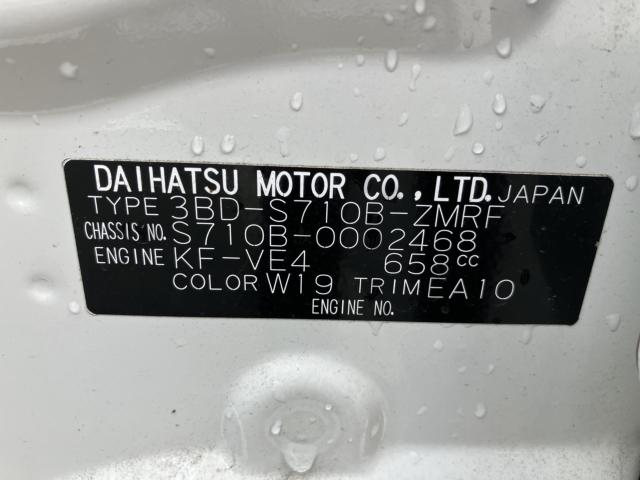 DAIHATSU MOTOR CO., LTD. JAPAN
TYPE 3BD-S710B-ZMRF
CHASSIS NO. S710B-0002468
ENGINE KF-VE4 658cc
COLOR W19 TRIM EA10
ENGINE NO.